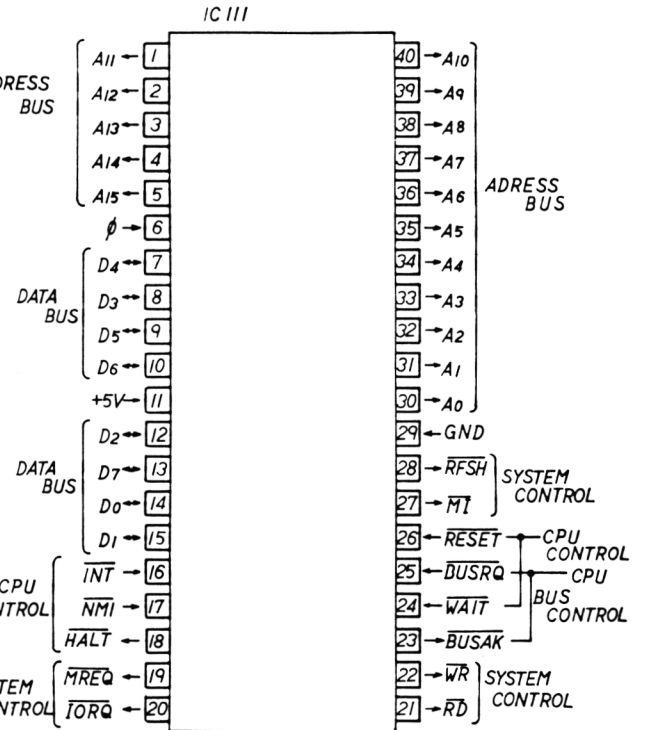 IC 111
A11 1
A12 2
A13 3
A14 4
A15 5
BUS
ϕ 6
D4 7
D3 8
D5 9
D6 10
DATA
BUS
+5V 11
D2 12
D7 13
D0 14
D1 15
DATA
BUS
INT 16
NMI 17
HALT 18
CPU
MREQ 19
IORQ 20
40 A10
39 A9
38 A8
37 A7
36 A6
35 A5
34 A4
33 A3
32 A2
31 A1
30 A0
ADRESS
BUS
29 GND
28 RFSH
27 MI
SYSTEM
CONTROL
26 RESET
CPU
CONTROL
25 BUSRQ
CPU
BUS
CONTROL
24 WAIT
23 BUSAK
22 WR
21 RD
SYSTEM
CONTROL